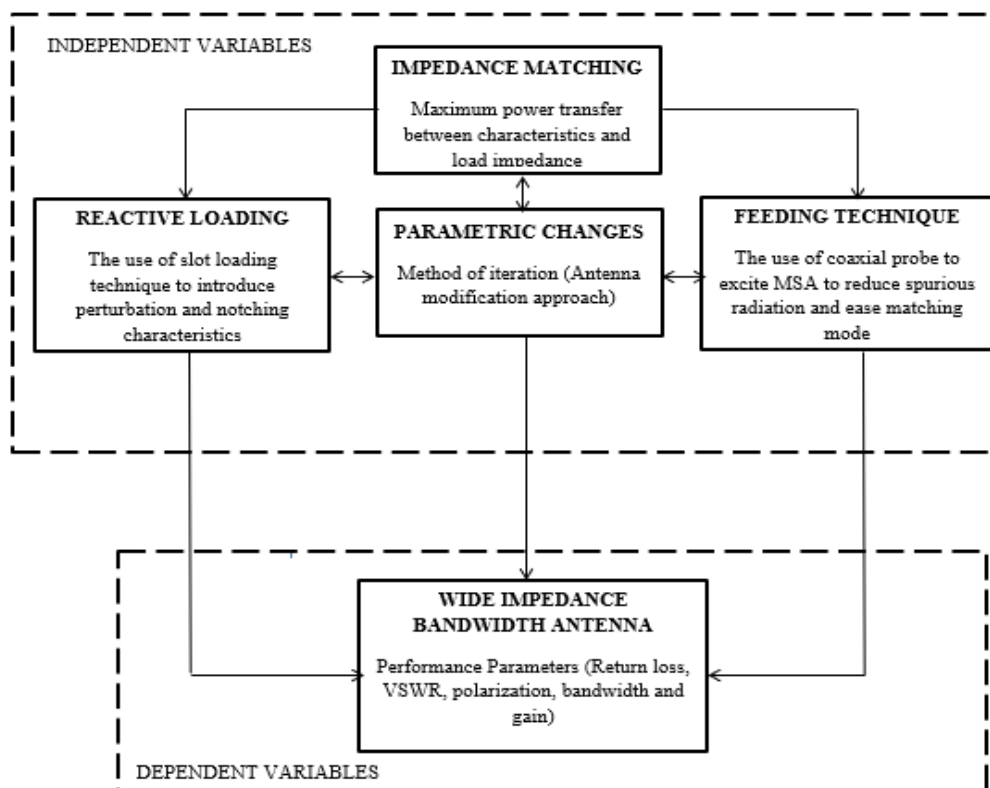 INDEPENDENT VARIABLES
IMPEDANCE MATCHING
Maximum power transfer
between characteristics and
load impedance
REACTIVE LOADING
The use of slot loading
technique to introduce
perturbation and notching
characteristics
PARAMETRIC CHANGES
Method of iteration (Antenna
modification approach)
FEEDING TECHNIQUE
The use of coaxial probe to
excite MSA to reduce spurious
radiation and ease matching
mode
WIDE IMPEDANCE
BANDWIDTH ANTENNA
Performance Parameters (Return loss,
VSWR, polarization, bandwidth and
gain)
DEPENDENT VARIABLES